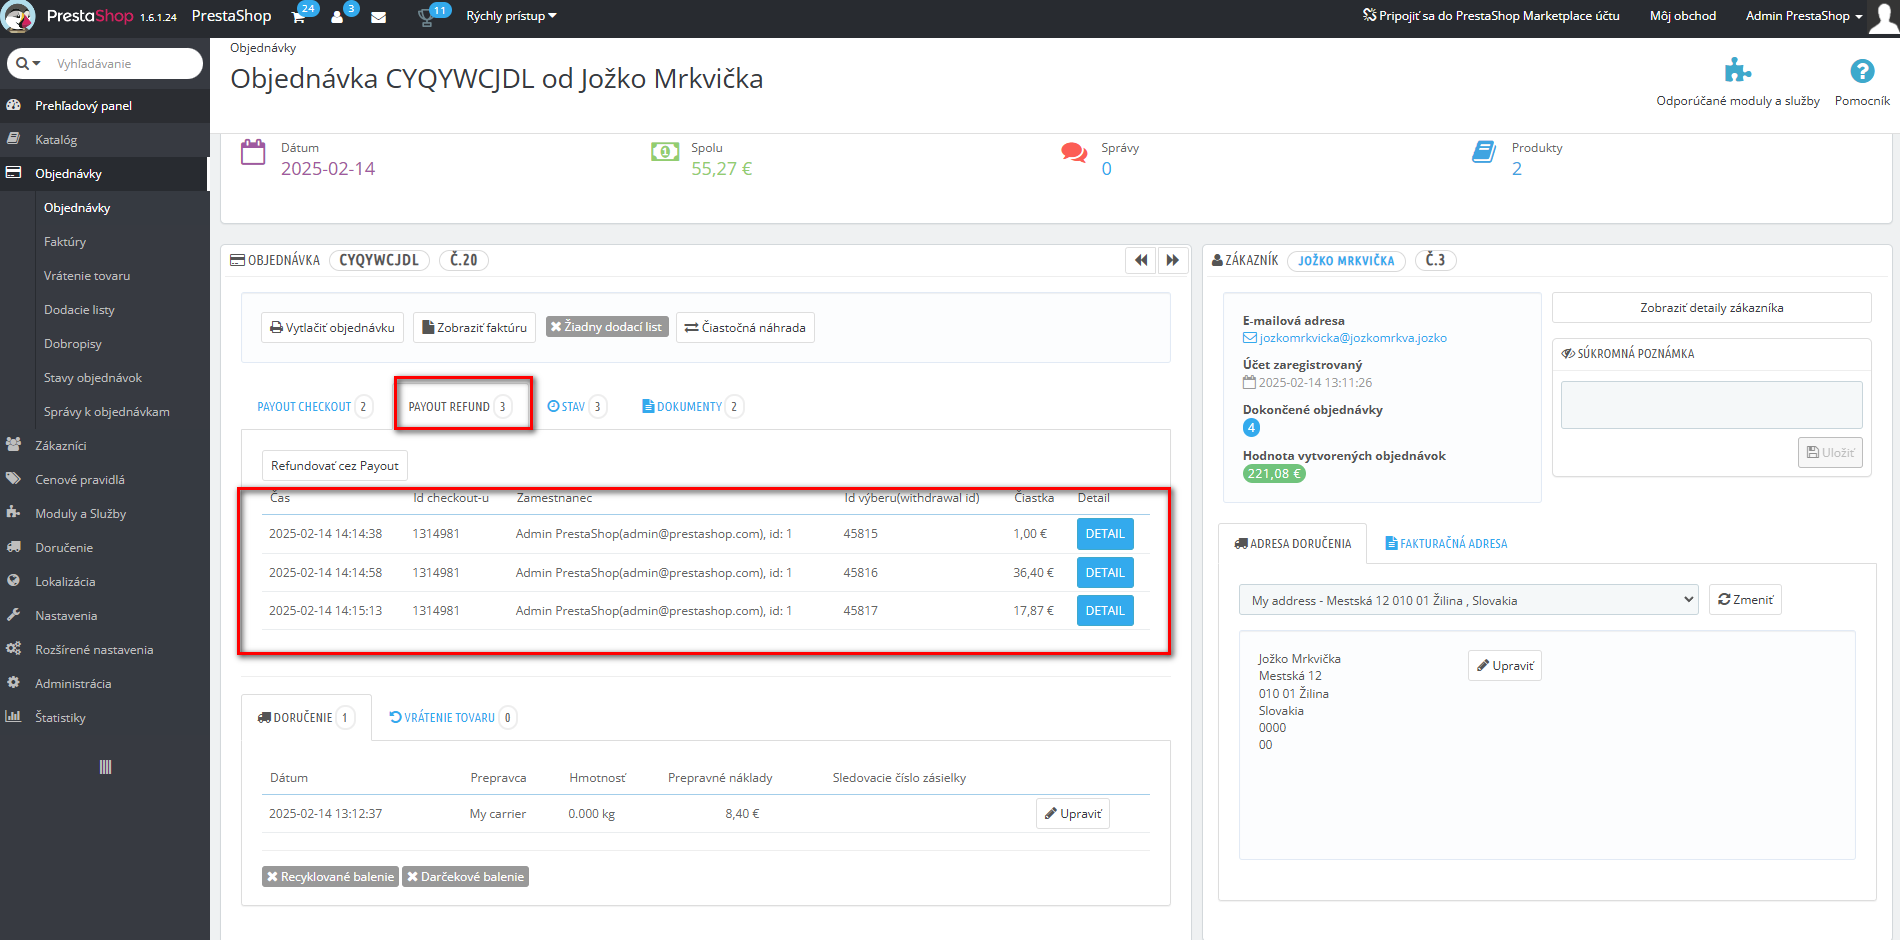 PrestaShop 1.6.1.24 PrestaShop 24 3 11 Rýchly prístup Pripojiť sa do PrestaShop Marketplace účtu Môj obchod Admin PrestaShop
Vyhľadávanie
Prehľadový panel
Katalóg
Objednávky
Objednávky
Faktúry
Vrátenie tovaru
Dodacie listy
Dobropisy
Stavy objednávok
Správy k objednávkam
Zákazníci
Cenové pravidlá
Moduly a Služby
Doručenie
Lokalizácia
Nastavenia
Rozšírené nastavenia
Administrácia
Štatistiky
Objednávky
Objednávka CYQYWCJDL od Jožko Mrkvička
Odporúčané moduly a služby Pomocník
Dátum
2025-02-14
Spolu
55,27 €
Správy
0
Produkty
2
OBJEDNÁVKA CYQYWCJDL Č.20
Vytlačiť objednávku Zobraziť faktúru Žiadny dodací list Čiastočná náhrada
PAYOUT CHECKOUT 2 PAYOUT REFUND 3 STAV 3 DOKUMENTY 2
Refundovať cez Payout
Čas Id checkout-u Zamestnanec Id výberu(withdrawal id) Čiastka Detail
2025-02-14 14:14:38 1314981 Admin PrestaShop(admin@prestashop.com), id: 1 45815 1,00 € DETAIL
2025-02-14 14:14:58 1314981 Admin PrestaShop(admin@prestashop.com), id: 1 45816 36,40 € DETAIL
2025-02-14 14:15:13 1314981 Admin PrestaShop(admin@prestashop.com), id: 1 45817 17,87 € DETAIL
DORUČENIE 1 VRÁTENIE TOVARU 0
Dátum Prepravca Hmotnosť Prepravné náklady Sledovacie číslo zásielky
2025-02-14 13:12:37 My carrier 0.000 kg 8,40 € Upraviť
Recyklované balenie Darčekové balenie
ZÁKAZNÍK JOŽKO MRKVIČKA Č.3
E-mailová adresa
jozkomrkvicka@jozkomrkva.jozko
Účet zaregistrovaný
2025-02-14 13:11:26
Dokončené objednávky
4
Hodnota vytvorených objednávok
221,08 €
Zobraziť detaily zákazníka
SÚKROMNÁ POZNÁMKA
Uložiť
ADRESA DORUČENIA FAKTURAČNÁ ADRESA
My address - Mestská 12 010 01 Žilina , Slovakia Zmeniť
Jožko Mrkvička
Mestská 12
010 01 Žilina
Slovakia
0000
00
Upraviť